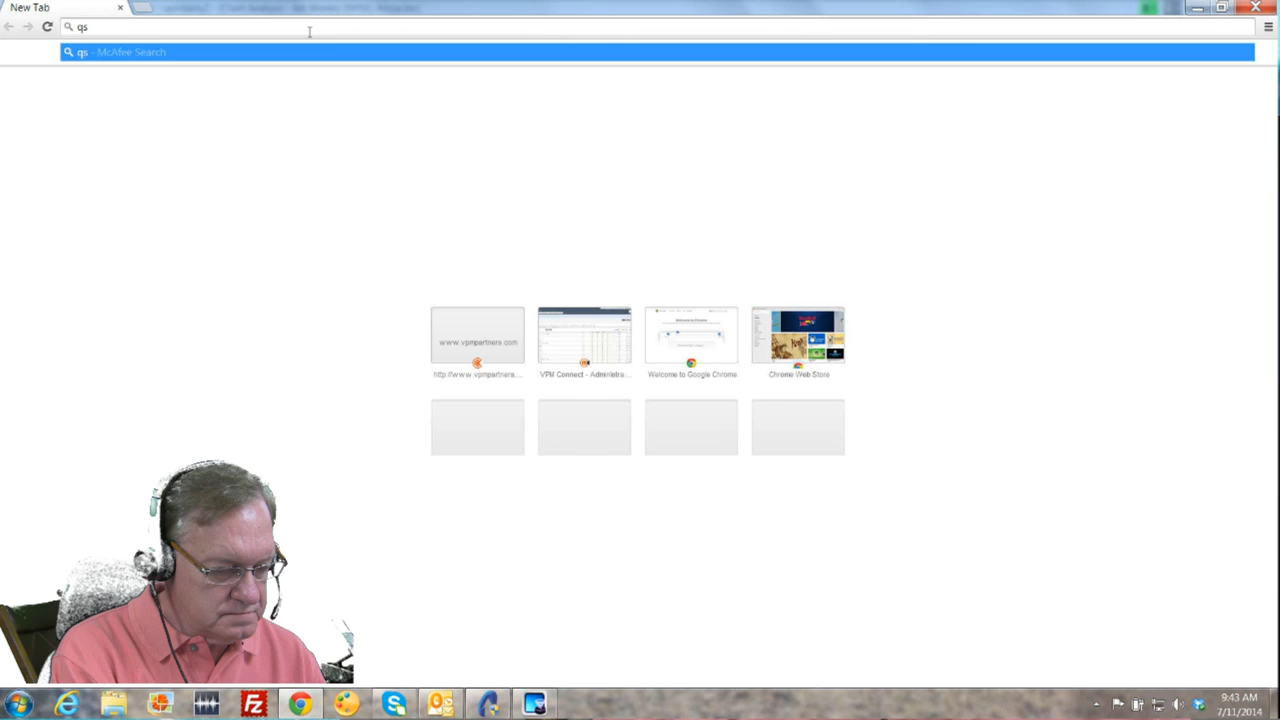 New Tab
qs
qs - McAfee Search
www.vpmpartners.com
http://www.vpmpartners...
VPM Connect - Administra...
Welcome to Google Chrome
Chrome Web Store
9:43 AM
7/11/2014